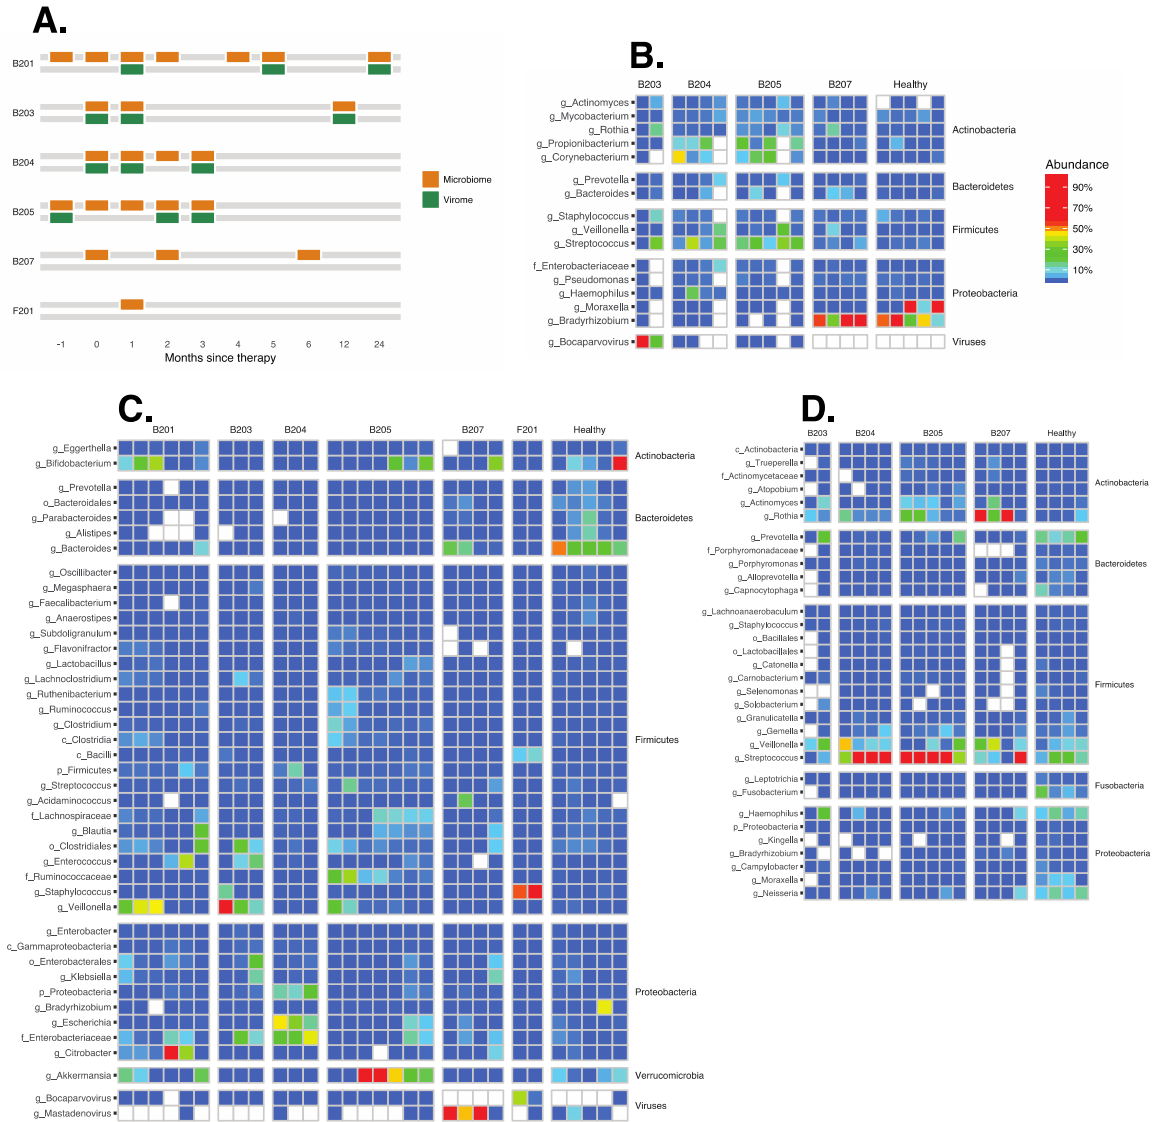 A.
B201
B203
B204
B205
B207
F201
-1 0 1 2 3 4 5 6 12 24
Months since therapy
Microbiome
Virome
B.
B203 B204 B205 B207 Healthy
g_Actinomyces
g_Mycobacterium
g_Rothia
g_Propionibacterium
g_Corynebacterium
Actinobacteria
g_Prevotella
g_Bacteroides
Bacteroidetes
g_Staphylococcus
g_Veillonella
g_Streptococcus
Firmicutes
f_Enterobacteriaceae
g_Pseudomonas
g_Haemophilus
g_Moraxella
g_Bradyrhizobium
Proteobacteria
g_Bocaparvovirus
Viruses
Abundance
90%
70%
50%
30%
10%
C.
B201 B203 B204 B205 B207 F201 Healthy
g_Eggerthella
g_Bifidobacterium
Actinobacteria
g_Prevotella
o_Bacteroidales
g_Parabacteroides
g_Alistipes
g_Bacteroides
Bacteroidetes
g_Oscillibacter
g_Megasphaera
g_Faecalibacterium
g_Anaerostipes
g_Subdoligranulum
g_Flavonifractor
g_Lactobacillus
g_Lachnoclostridium
g_Ruthenibacterium
g_Ruminococcus
g_Clostridium
c_Clostridia
c_Bacilli
p_Firmicutes
g_Streptococcus
g_Acidaminococcus
f_Lachnospiraceae
g_Blautia
o_Clostridiales
g_Enterococcus
f_Ruminococcaceae
g_Staphylococcus
g_Veillonella
Firmicutes
g_Enterobacter
c_Gammaproteobacteria
o_Enterobacterales
g_Klebsiella
p_Proteobacteria
g_Bradyrhizobium
g_Escherichia
f_Enterobacteriaceae
g_Citrobacter
Proteobacteria
g_Akkermansia
Verrucomicrobia
g_Bocaparvovirus
g_Mastadenovirus
Viruses
D.
B203 B204 B205 B207 Healthy
c_Actinobacteria
g_Trueperella
f_Actinomycetaceae
g_Atopobium
g_Actinomyces
g_Rothia
Actinobacteria
g_Prevotella
f_Porphyromonadaceae
g_Porphyromonas
g_Alloprevotella
g_Capnocytophaga
Bacteroidetes
g_Lachnoanaerobaculum
g_Staphylococcus
o_Bacillales
o_Lactobacillales
g_Catonella
g_Carnobacterium
g_Selenomonas
g_Solobacterium
g_Granulicatella
g_Gemella
g_Veillonella
g_Streptococcus
Firmicutes
g_Leptotrichia
g_Fusobacterium
Fusobacteria
g_Haemophilus
p_Proteobacteria
g_Kingella
g_Bradyrhizobium
g_Campylobacter
g_Moraxella
g_Neisseria
Proteobacteria